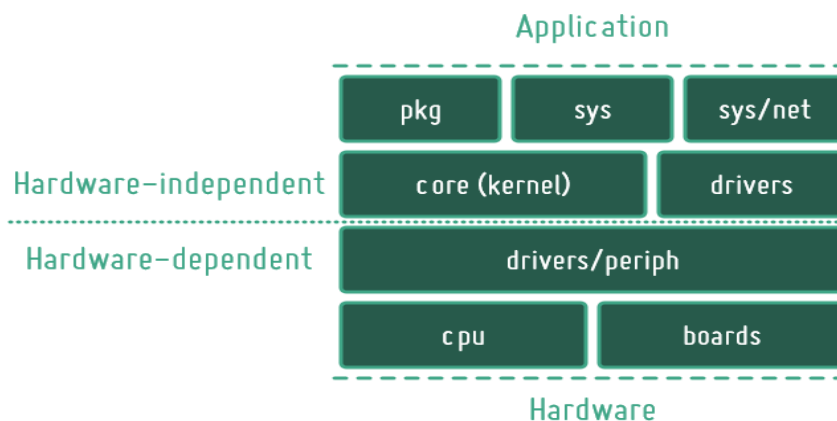 Application
pkg sys sys/net
Hardware-independent core (kernel) drivers
Hardware-dependent drivers/periph
cpu boards
Hardware